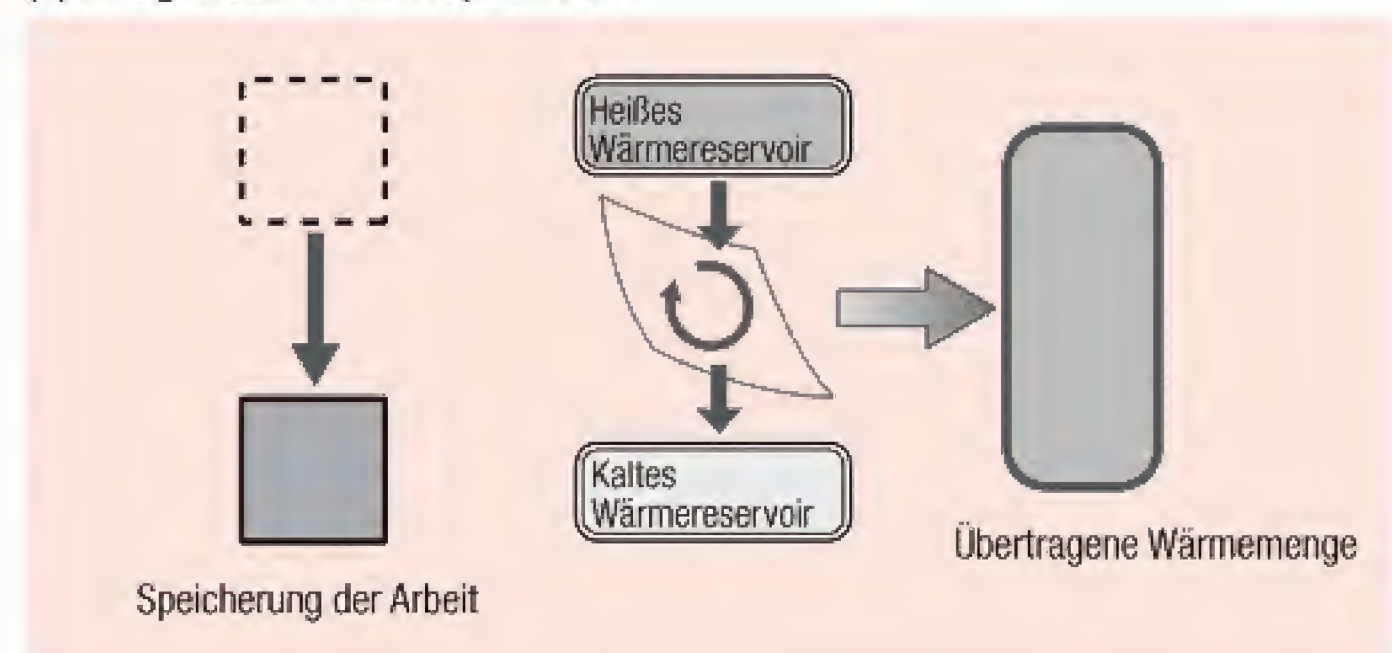 Heißes
Wärmereservoir
Kaltes
Wärmereservoir
Übertragene Wärmemenge
Speicherung der Arbeit